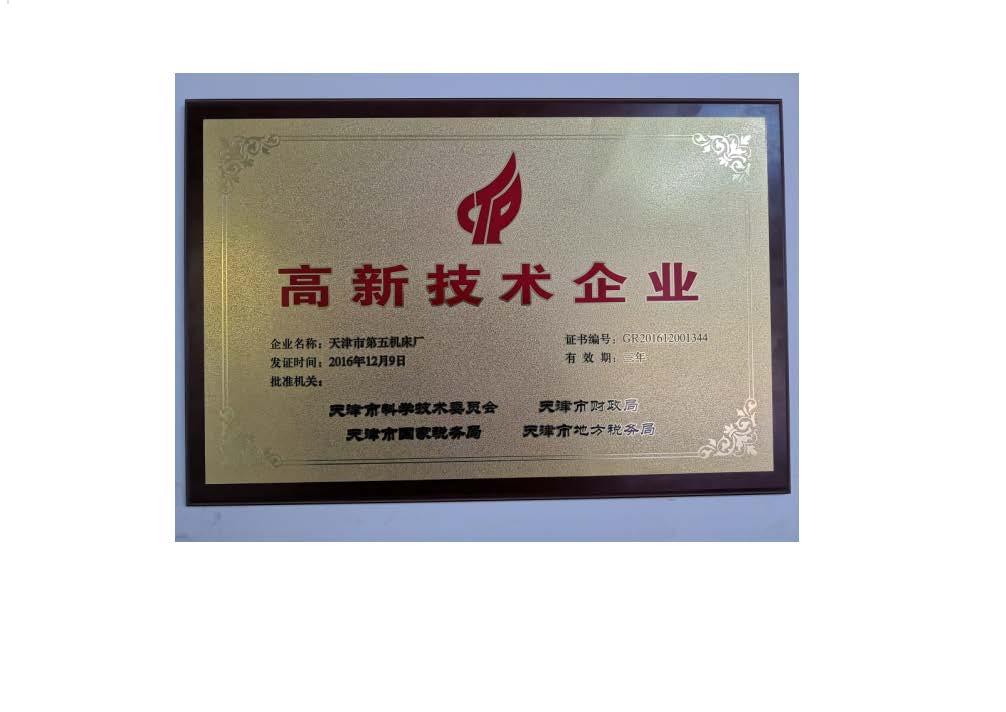 CTP
高新技术企业
企业名称：天津市第五机床厂 证书编号：GR201612001344
发证时间：2016年12月9日 有 效 期：三年
批准机关：
天津市科学技术委员会 天津市财政局
天津市国家税务局 天津市地方税务局